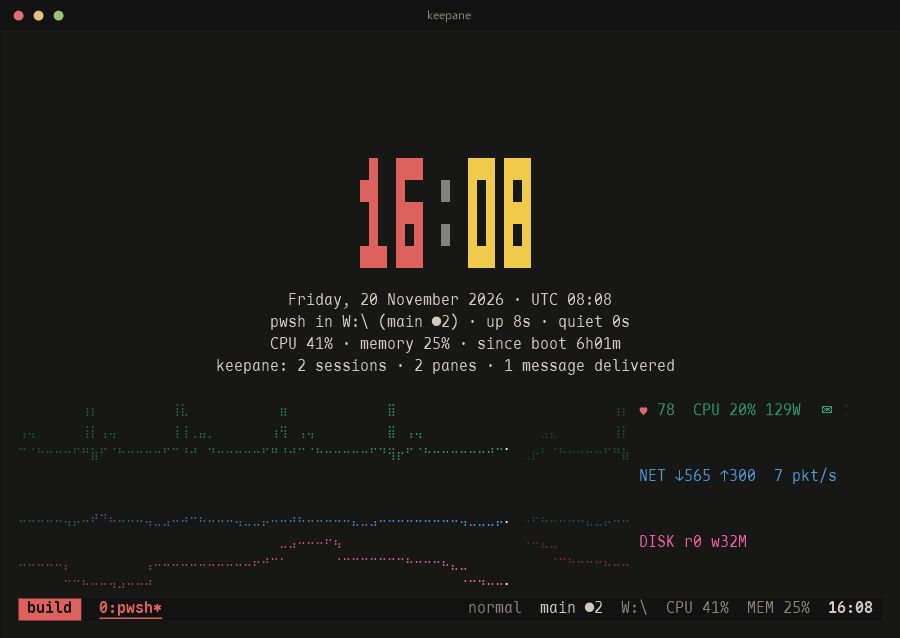 keepane
16:08
Friday, 20 November 2026 · UTC 08:08
pwsh in W:\ (main ●2) · up 8s · quiet 0s
CPU 41% · memory 25% · since boot 6h01m
keepane: 2 sessions · 2 panes · 1 message delivered
♥ 78 CPU 20% 129W ✉
NET ↓565 ↑300 7 pkt/s
DISK r0 w32M
build 0:pwsh* normal main ●2 W:\ CPU 41% MEM 25% 16:08